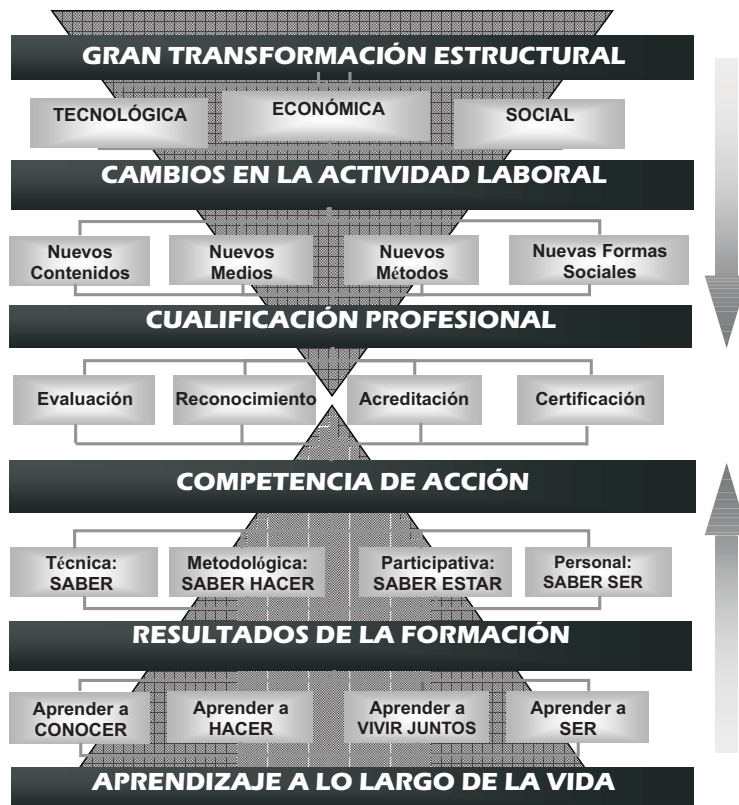 GRAN TRANSFORMACIÓN ESTRUCTURAL
TECNOLÓGICA
ECONÓMICA
SOCIAL
CAMBIOS EN LA ACTIVIDAD LABORAL
Nuevos
Contenidos
Nuevos
Medios
Nuevos
Métodos
Nuevas Formas
Sociales
CUALIFICACIÓN PROFESIONAL
Evaluación
Reconocimiento
Acreditación
Certificación
COMPETENCIA DE ACCIÓN
Técnica:
SABER
Metodológica:
SABER HACER
Participativa:
SABER ESTAR
Personal:
SABER SER
RESULTADOS DE LA FORMACIÓN
Aprender a
CONOCER
Aprender a
HACER
Aprender a
VIVIR JUNTOS
Aprender a
SER
APRENDIZAJE A LO LARGO DE LA VIDA